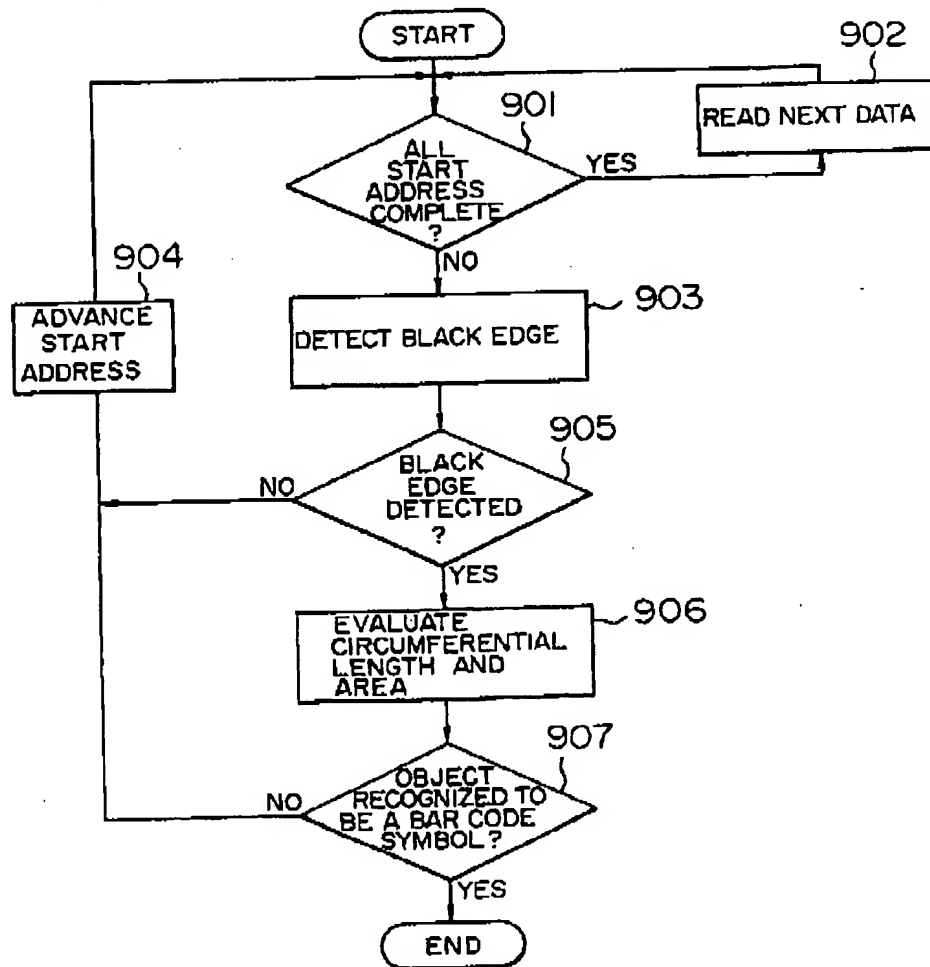 START
902
901
READ NEXT DATA
ALL
START
ADDRESS
COMPLETE
?
YES
NO
904
903
ADVANCE
START
ADDRESS
DETECT BLACK EDGE
905
BLACK
EDGE
DETECTED
?
NO
YES
906
EVALUATE
CIRCUMFERENTIAL
LENGTH AND
AREA
907
OBJECT
RECOGNIZED TO
BE A BAR CODE
SYMBOL?
NO
YES
END